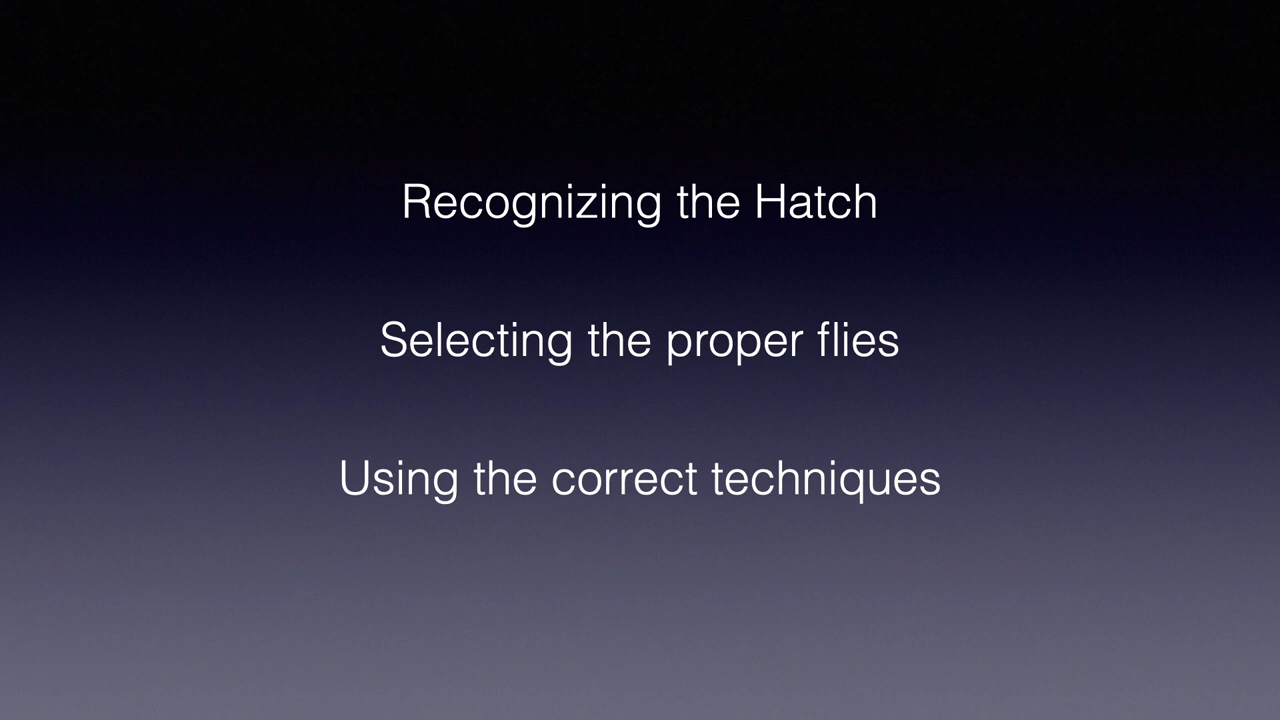 Recognizing the Hatch
Selecting the proper flies
Using the correct techniques